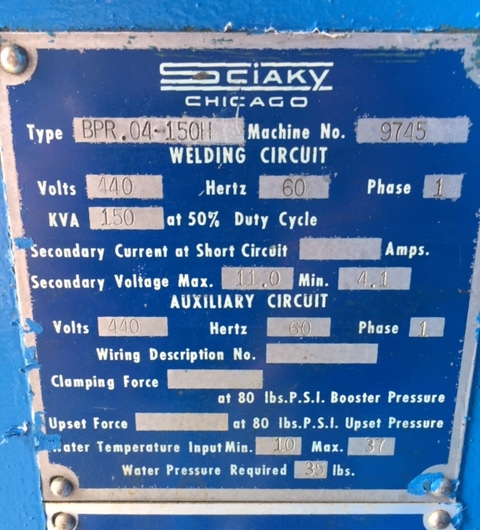 SCIAKY
CHICAGO
Type BPR.04-150H Machine No. 9745
WELDING CIRCUIT
Volts 440 Hertz 60 Phase 1
KVA 150 at 50% Duty Cycle
Secondary Current at Short Circuit Amps.
Secondary Voltage Max. 11.0 Min. 4.1
AUXILIARY CIRCUIT
Volts 440 Hertz 60 Phase 1
Wiring Description No.
Clamping Force
at 80 lbs.P.S.I. Booster Pressure
Upset Force at 80 lbs.P.S.I. Upset Pressure
Water Temperature Input Min. 10 Max. 37
Water Pressure Required 35 lbs.